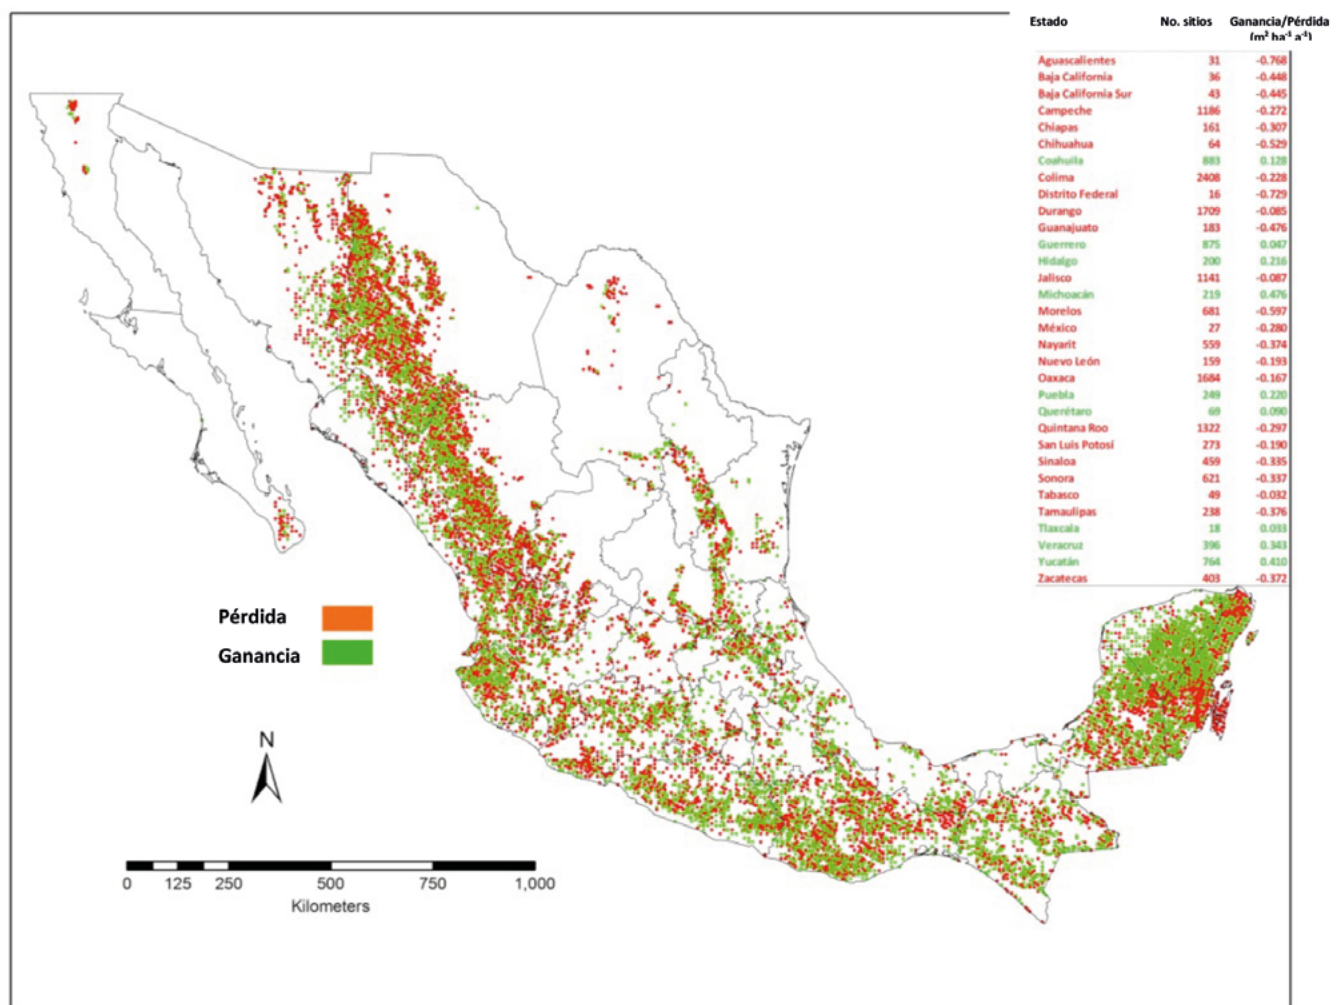 Estado No. sitios Ganancia/Pérdida
(m² ha⁻¹ a⁻¹)
Aguascalientes 31 -0.768
Baja California 36 -0.448
Baja California Sur 43 -0.445
Campeche 1186 -0.272
Chiapas 161 -0.307
Chihuahua 64 -0.529
Coahuila 883 0.128
Colima 2408 -0.228
Distrito Federal 16 -0.729
Durango 1709 -0.085
Guanajuato 183 -0.476
Guerrero 875 0.047
Hidalgo 200 0.216
Jalisco 1141 -0.087
Michoacán 219 0.476
Morelos 681 -0.597
México 27 -0.280
Nayarit 559 -0.374
Nuevo León 159 -0.193
Oaxaca 1684 -0.167
Puebla 249 0.220
Querétaro 69 0.090
Quintana Roo 1322 -0.297
San Luis Potosí 273 -0.190
Sinaloa 459 -0.335
Sonora 621 -0.337
Tabasco 49 -0.032
Tamaulipas 238 -0.376
Tlaxcala 18 0.033
Veracruz 396 0.343
Yucatán 764 0.410
Zacatecas 403 -0.372
Pérdida
Ganancia
N
0 125 250 500 750 1,000
Kilometers